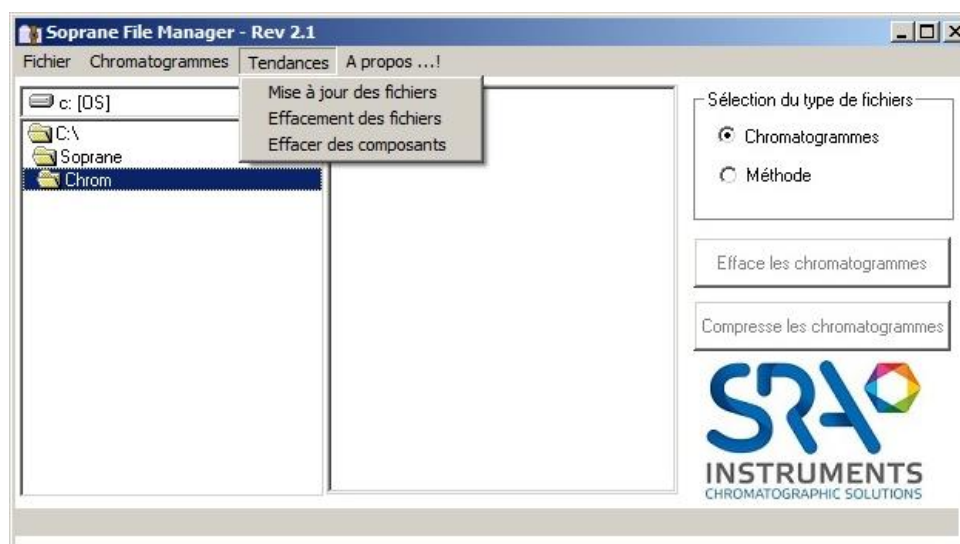 Soprane File Manager - Rev 2.1
Fichier Chromatogrammes Tendances A propos ...!
Mise à jour des fichiers
Effacement des fichiers
Effacer des composants
c: [OS]
C:\
Soprane
Chrom
Sélection du type de fichiers
Chromatogrammes
Méthode
Efface les chromatogrammes
Compresse les chromatogrammes
SRA
INSTRUMENTS
CHROMATOGRAPHIC SOLUTIONS